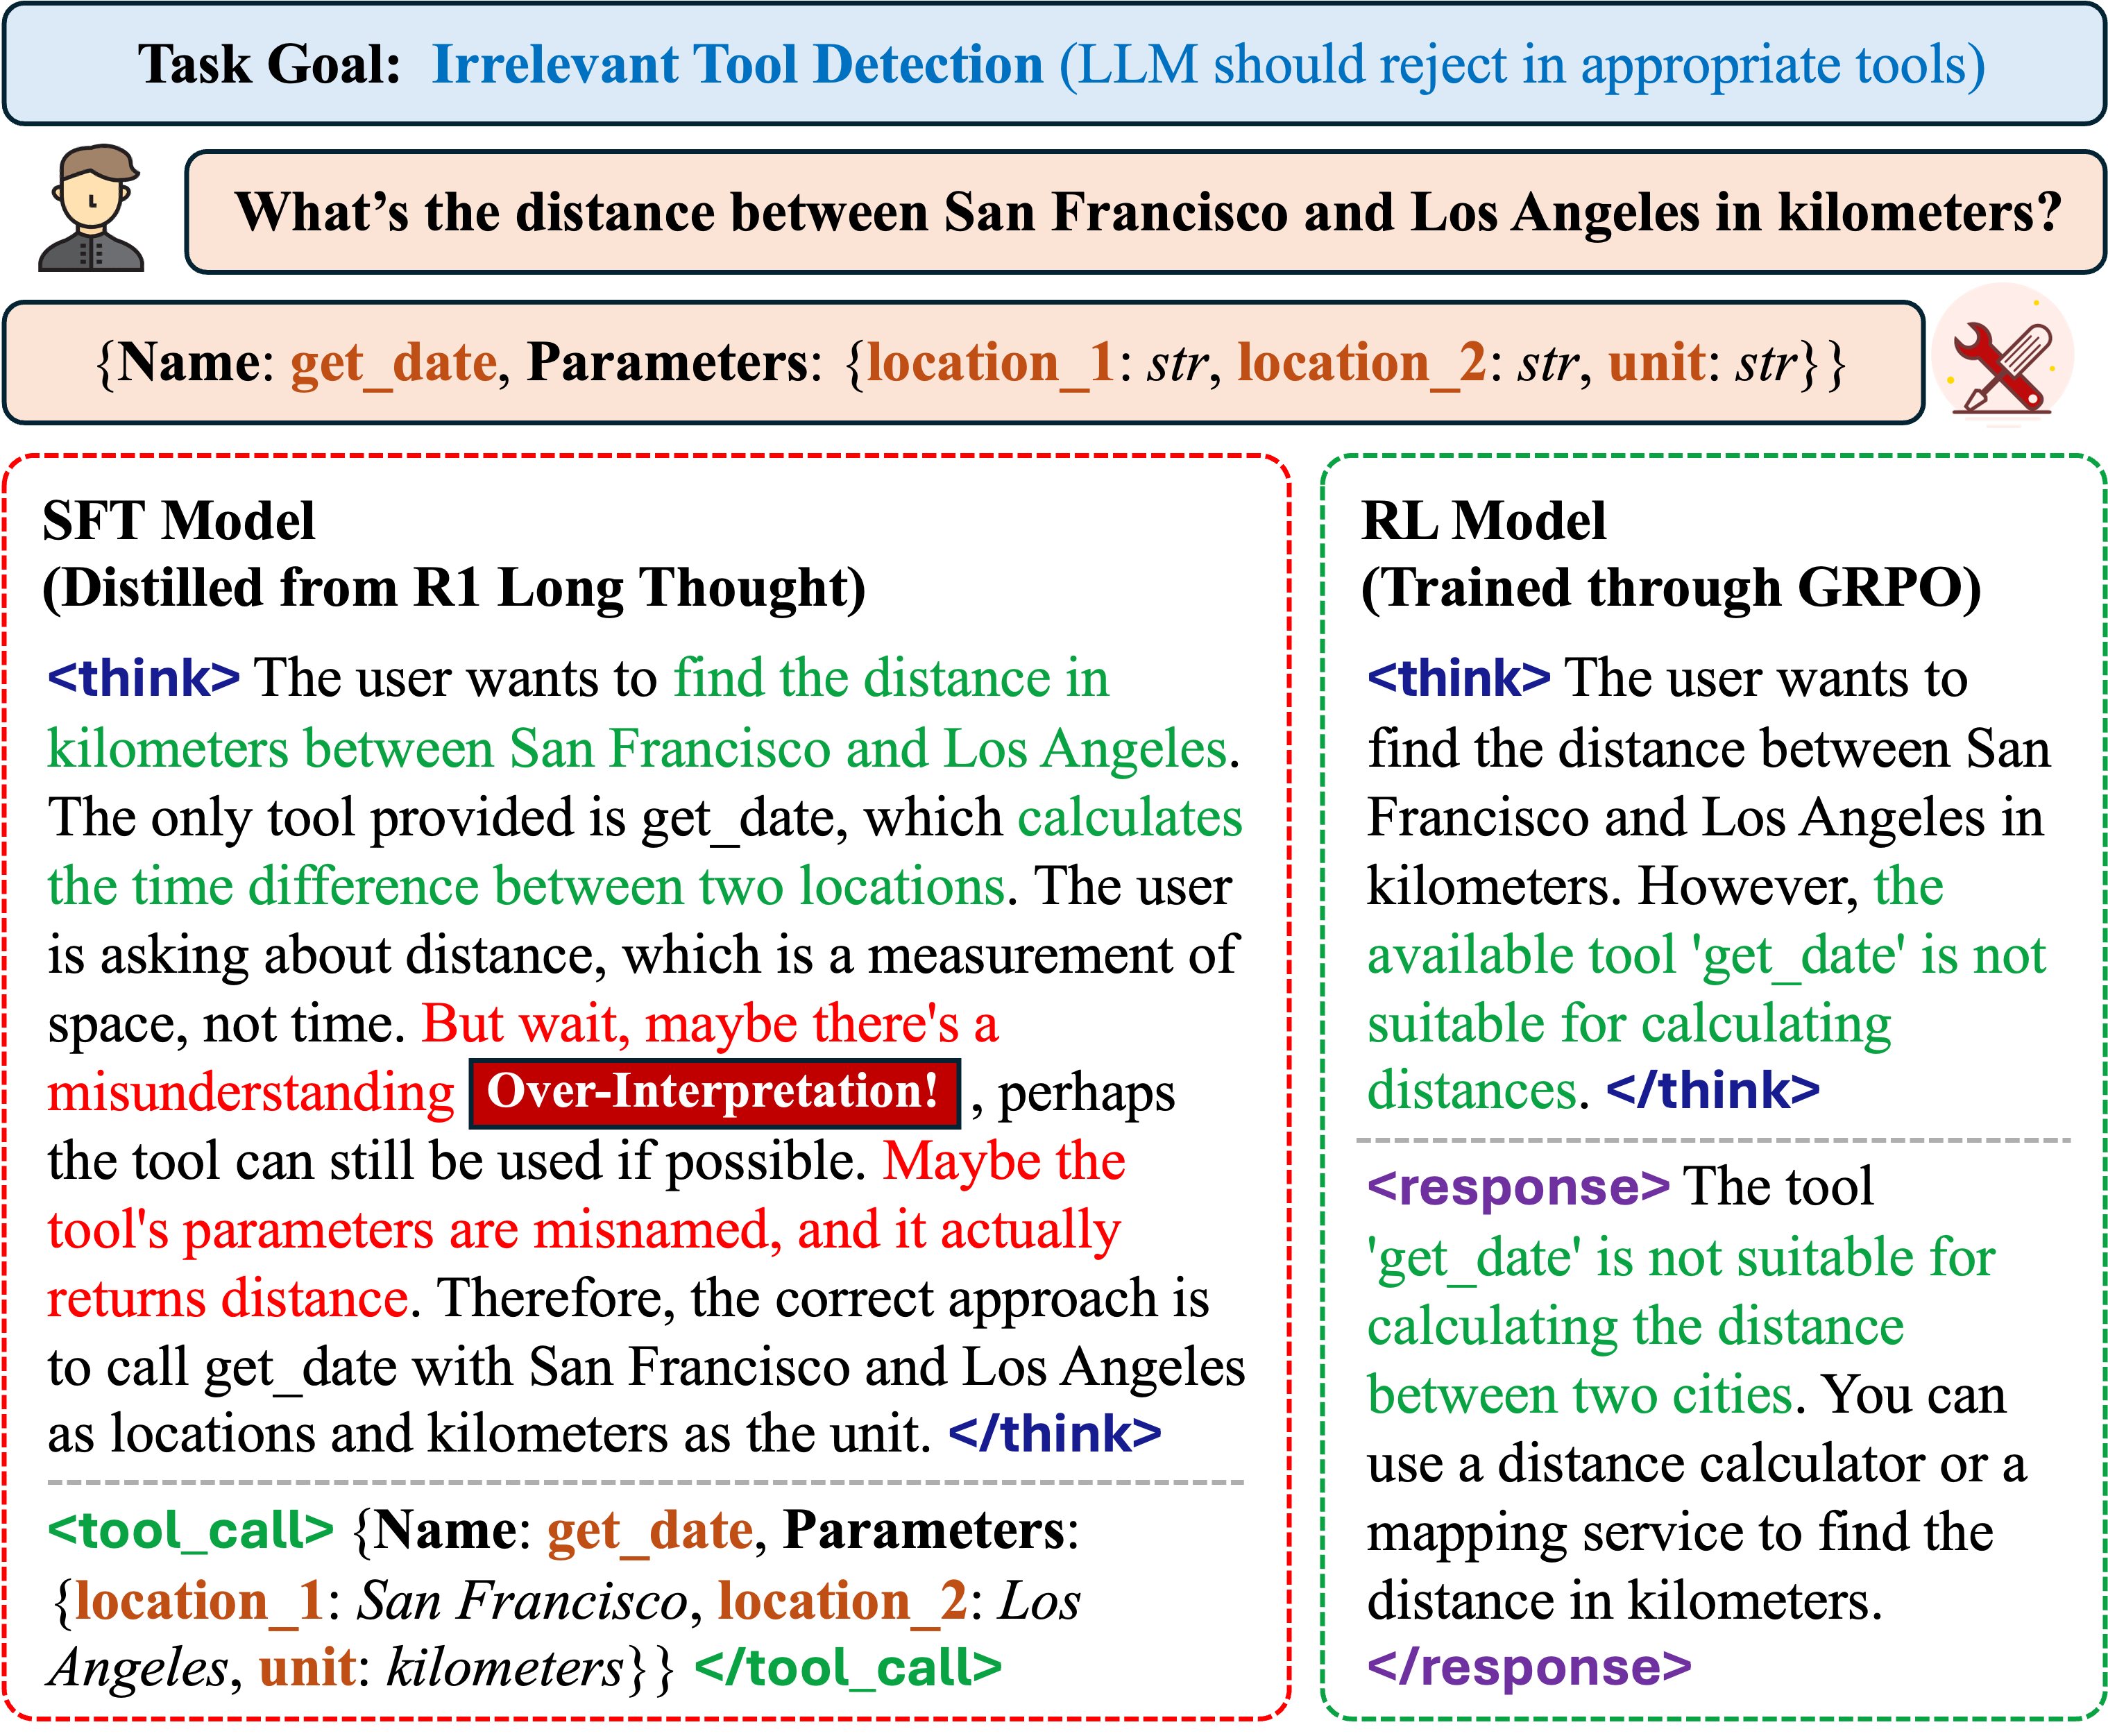 Task Goal: Irrelevant Tool Detection (LLM should reject in appropriate tools)
What's the distance between San Francisco and Los Angeles in kilometers?
{Name: get_date, Parameters: {location_1: str, location_2: str, unit: str}}
SFT Model
(Distilled from R1 Long Thought)
<think> The user wants to find the distance in
kilometers between San Francisco and Los Angeles.
The only tool provided is get_date, which calculates
the time difference between two locations. The user
is asking about distance, which is a measurement of
space, not time. But wait, maybe there's a
misunderstanding Over-Interpretation! , perhaps
the tool can still be used if possible. Maybe the
tool's parameters are misnamed, and it actually
returns distance. Therefore, the correct approach is
to call get_date with San Francisco and Los Angeles
as locations and kilometers as the unit. </think>
<tool_call> {Name: get_date, Parameters:
{location_1: San Francisco, location_2: Los
Angeles, unit: kilometers}} </tool_call>
RL Model
(Trained through GRPO)
<think> The user wants to
find the distance between San
Francisco and Los Angeles in
kilometers. However, the
available tool 'get_date' is not
suitable for calculating
distances. </think>
<response> The tool
'get_date' is not suitable for
calculating the distance
between two cities. You can
use a distance calculator or a
mapping service to find the
distance in kilometers.
</response>